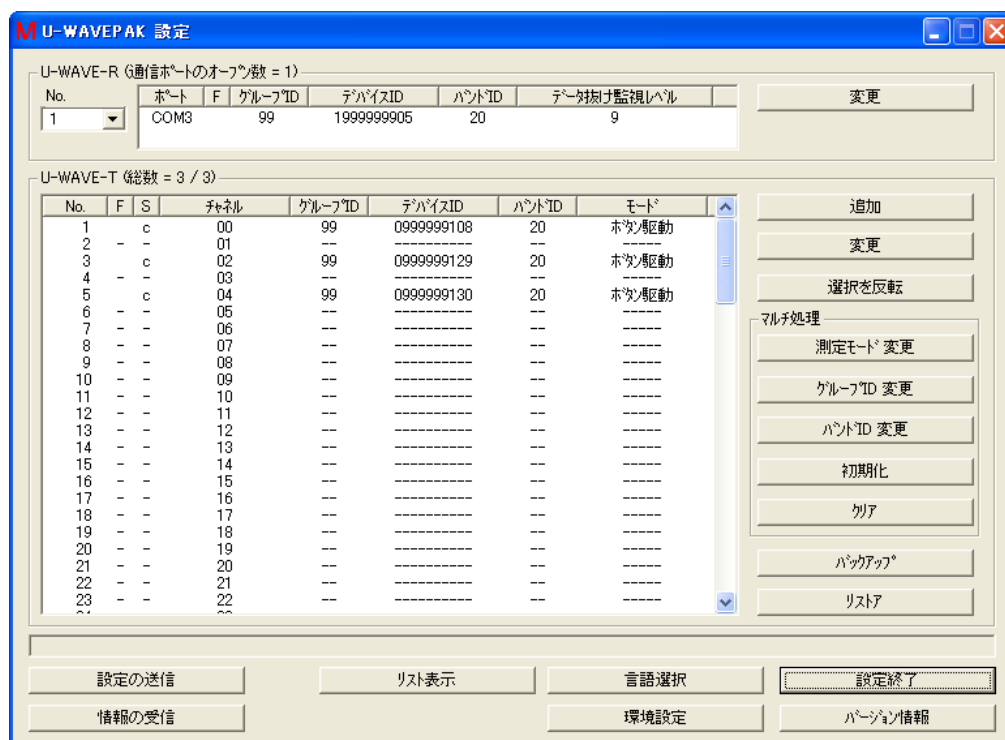 U-WAVEPAK 設定
U-WAVE-R (通信ポートのオープン数 = 1)
No. ポート F グループID デバイスID バンドID データ抜け監視レベル 変更
1 COM3 99 1999999905 20 9
U-WAVE-T (総数 = 3 / 3)
No. F S チャネル グループID デバイスID バンドID モード
1 c 00 99 0999999108 20 ボタン駆動
2 - - 01 -- ---------- -- -----
3 c 02 99 0999999129 20 ボタン駆動
4 - - 03 -- ---------- -- -----
5 c 04 99 0999999130 20 ボタン駆動
6 - - 05 -- ---------- -- -----
7 - - 06 -- ---------- -- -----
8 - - 07 -- ---------- -- -----
9 - - 08 -- ---------- -- -----
10 - - 09 -- ---------- -- -----
11 - - 10 -- ---------- -- -----
12 - - 11 -- ---------- -- -----
13 - - 12 -- ---------- -- -----
14 - - 13 -- ---------- -- -----
15 - - 14 -- ---------- -- -----
16 - - 15 -- ---------- -- -----
17 - - 16 -- ---------- -- -----
18 - - 17 -- ---------- -- -----
19 - - 18 -- ---------- -- -----
20 - - 19 -- ---------- -- -----
21 - - 20 -- ---------- -- -----
22 - - 21 -- ---------- -- -----
23 - - 22 -- ---------- -- -----
追加
変更
選択を反転
マルチ処理
測定モード 変更
グループID 変更
バンドID 変更
初期化
クリア
バックアップ
リストア
設定の送信 リスト表示 言語選択 設定終了
情報の受信 環境設定 バージョン情報